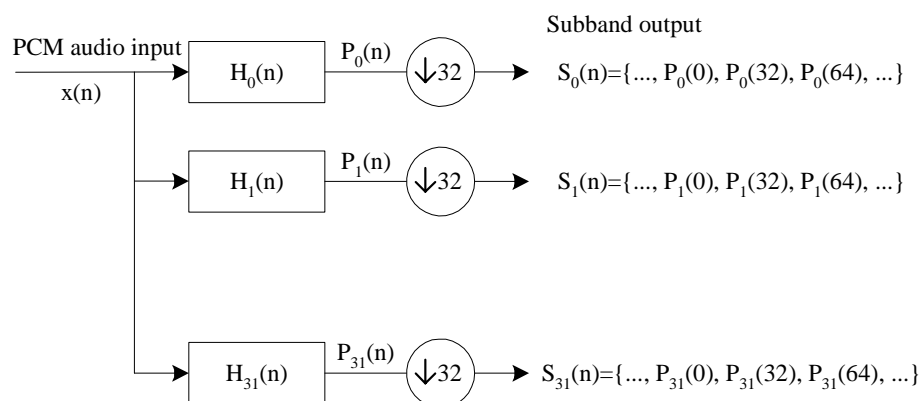 Subband output
PCM audio input
x(n)
H₀(n)
P₀(n)
↓32
S₀(n)={..., P₀(0), P₀(32), P₀(64), ...}
H₁(n)
P₁(n)
↓32
S₁(n)={..., P₁(0), P₁(32), P₁(64), ...}
H₃₁(n)
P₃₁(n)
↓32
S₃₁(n)={..., P₃₁(0), P₃₁(32), P₃₁(64), ...}